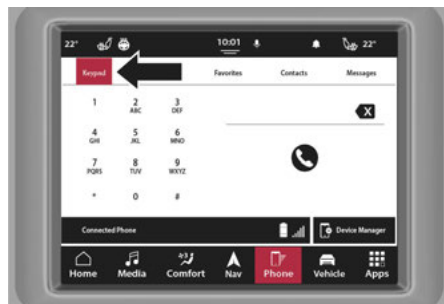 22° 10:01 22°
Keypad Favorites Contacts Messages
1 2 3
ABC DEF
4 5 6
GHI JKL MNO
7 8 9
PQRS TUV WXYZ
* 0 #
Connected Phone Device Manager
Home Media Comfort Nav Phone Vehicle Apps